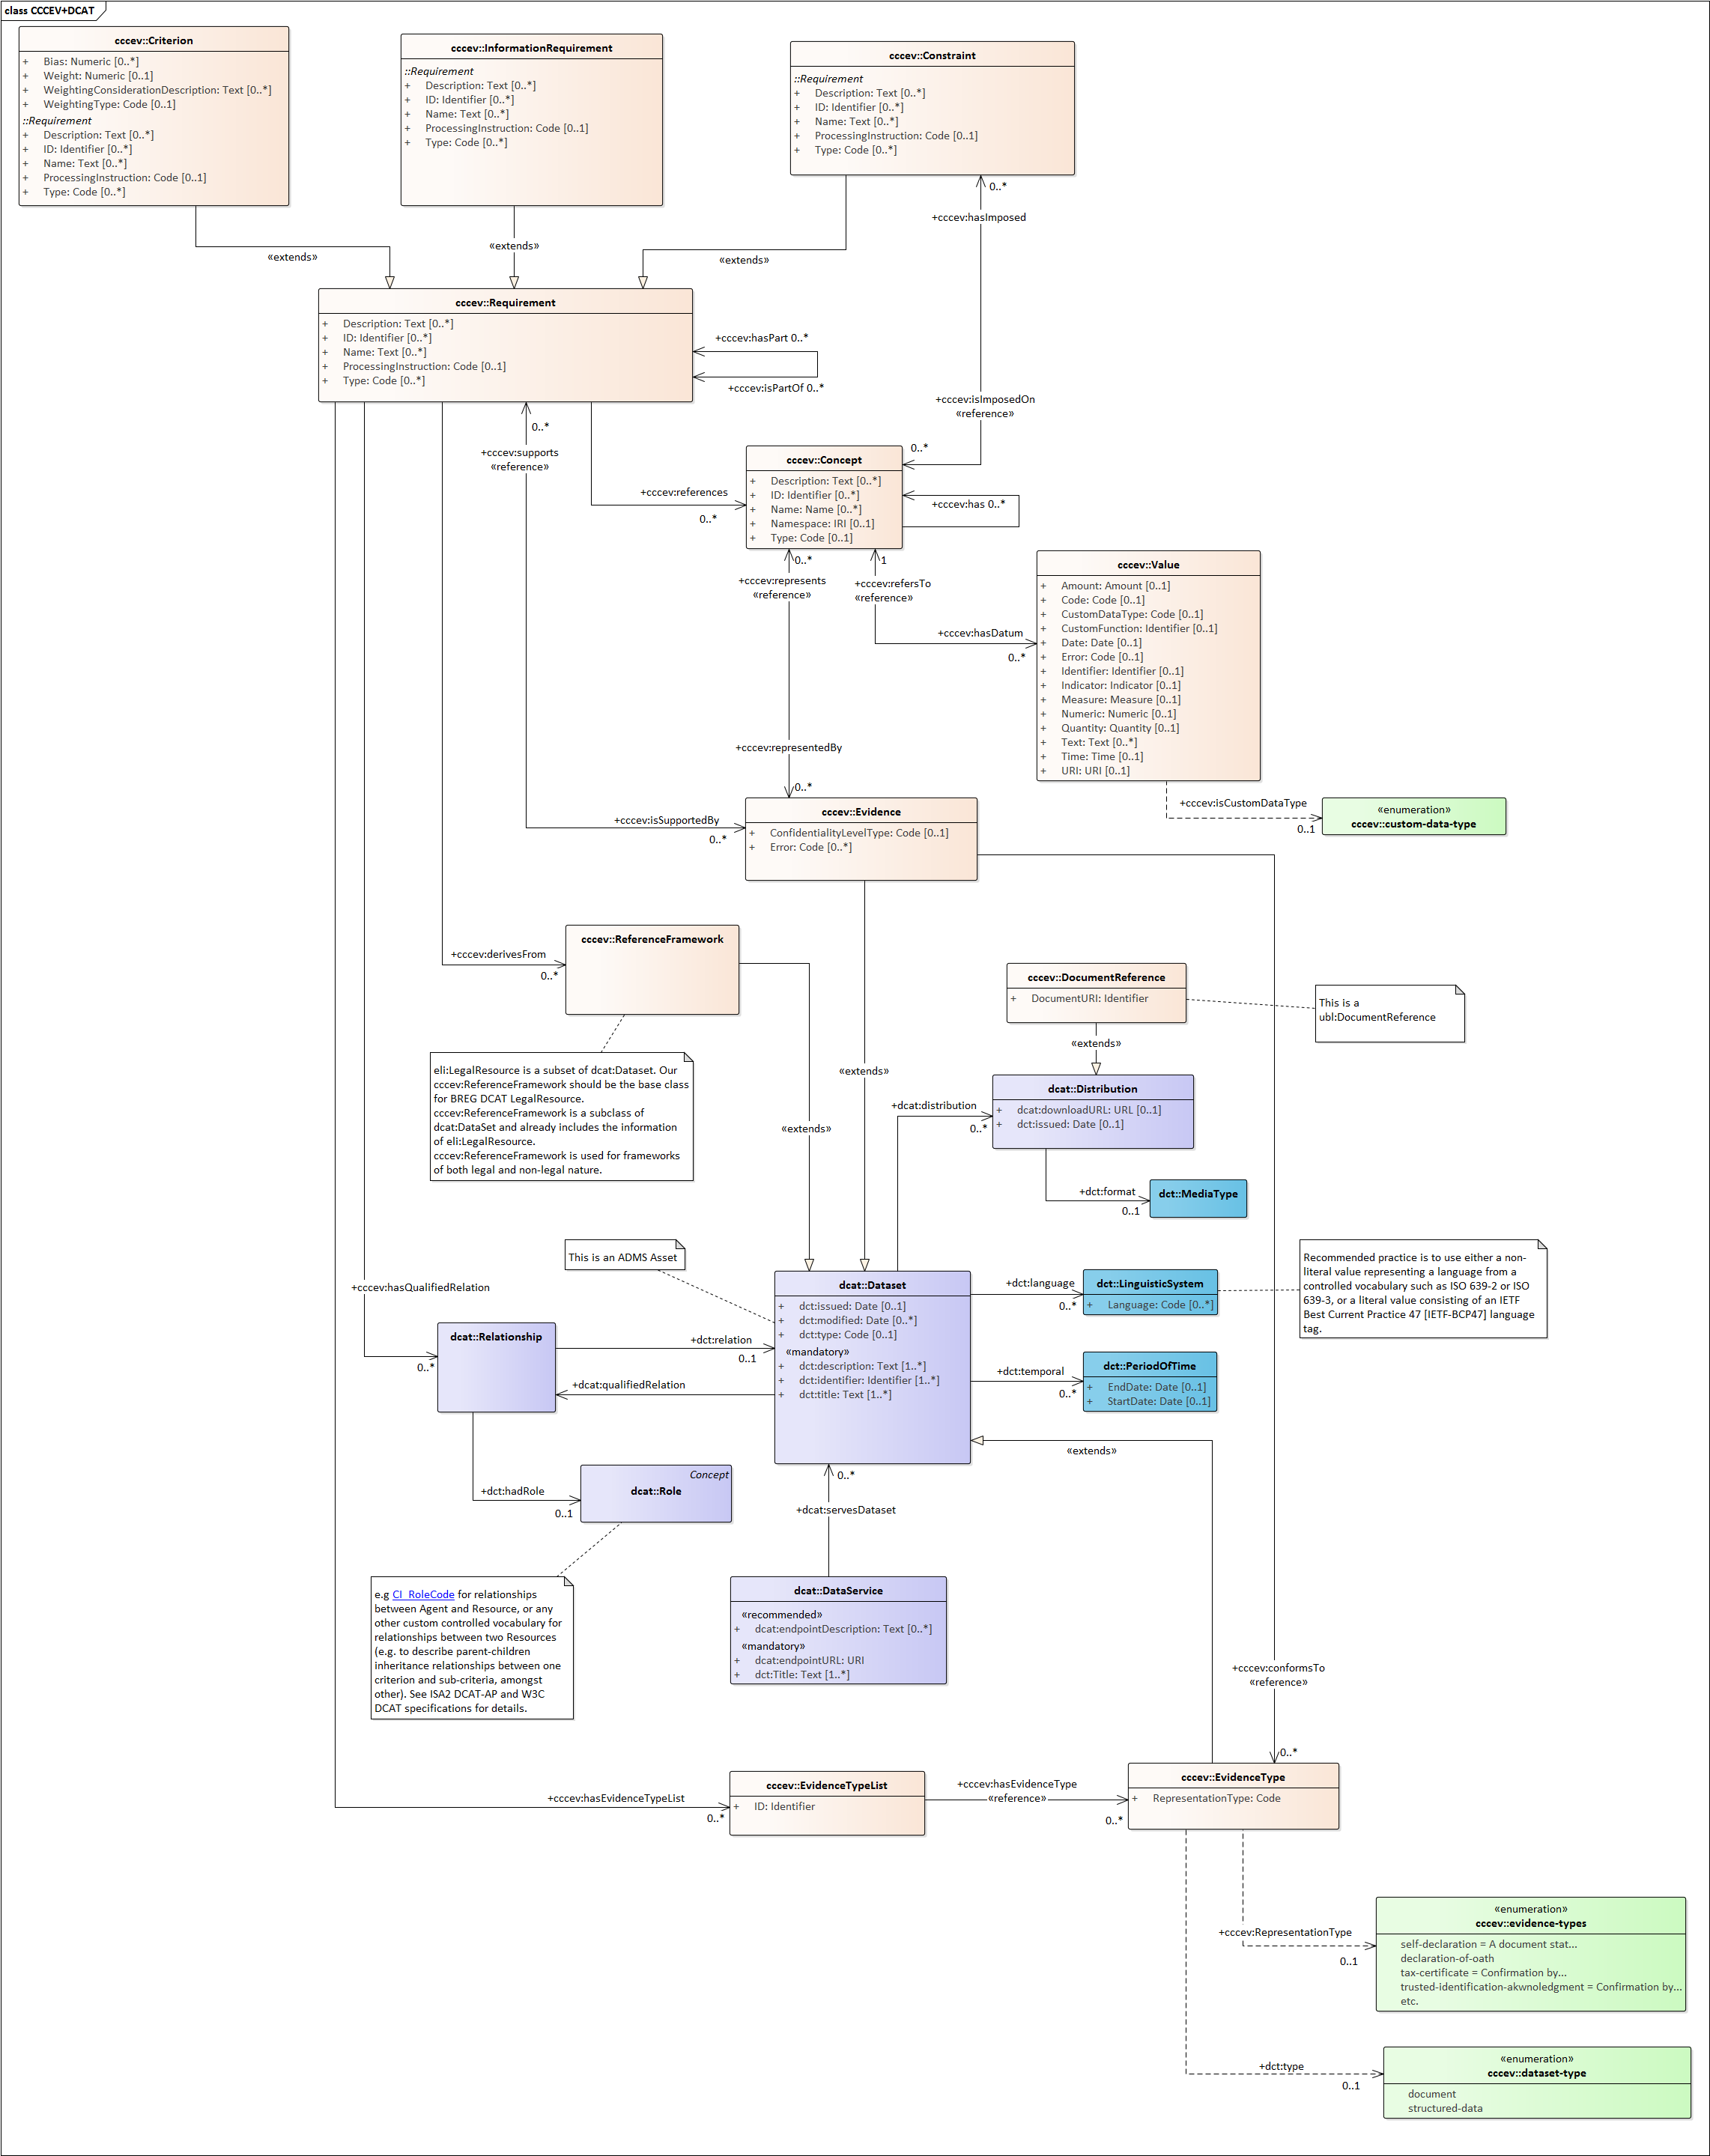 class CCCEV+DCAT
cccev::Criterion
+ Bias: Numeric [0..*]
+ Weight: Numeric [0..1]
+ WeightingConsiderationDescription: Text [0..*]
+ WeightingType: Code [0..1]
::Requirement
+ Description: Text [0..*]
+ ID: Identifier [0..*]
+ Name: Text [0..*]
+ ProcessingInstruction: Code [0..1]
+ Type: Code [0..*]
cccev::InformationRequirement
::Requirement
+ Description: Text [0..*]
+ ID: Identifier [0..*]
+ Name: Text [0..*]
+ ProcessingInstruction: Code [0..1]
+ Type: Code [0..*]
cccev::Constraint
::Requirement
+ Description: Text [0..*]
+ ID: Identifier [0..*]
+ Name: Text [0..*]
+ ProcessingInstruction: Code [0..1]
+ Type: Code [0..*]
0..*
+cccev:hasImposed
«extends»
«extends»
«extends»
cccev::Requirement
+ Description: Text [0..*]
+ ID: Identifier [0..*]
+ Name: Text [0..*]
+ ProcessingInstruction: Code [0..1]
+ Type: Code [0..*]
+cccev:hasPart 0..*
+cccev:isPartOf 0..*
+cccev:isImposedOn
«reference»
0..*
0..*
+cccev:supports
«reference»
+cccev:references
0..*
cccev::Concept
+ Description: Text [0..*]
+ ID: Identifier [0..*]
+ Name: Name [0..*]
+ Namespace: IRI [0..1]
+ Type: Code [0..1]
+cccev:has 0..*
0..*
+cccev:represents
«reference»
1
+cccev:refersTo
«reference»
+cccev:hasDatum
0..*
cccev::Value
+ Amount: Amount [0..1]
+ Code: Code [0..1]
+ CustomDataType: Code [0..1]
+ CustomFunction: Identifier [0..1]
+ Date: Date [0..1]
+ Error: Code [0..1]
+ Identifier: Identifier [0..1]
+ Indicator: Indicator [0..1]
+ Measure: Measure [0..1]
+ Numeric: Numeric [0..1]
+ Quantity: Quantity [0..1]
+ Text: Text [0..*]
+ Time: Time [0..1]
+ URI: URI [0..1]
+cccev:isCustomDataType
0..1
«enumeration»
cccev::custom-data-type
+cccev:representedBy
0..*
+cccev:isSupportedBy
0..*
cccev::Evidence
+ ConfidentialityLevelType: Code [0..1]
+ Error: Code [0..*]
+cccev:derivesFrom
0..*
cccev::ReferenceFramework
cccev::DocumentReference
+ DocumentURI: Identifier
This is a
ubl:DocumentReference
«extends»
eli:LegalResource is a subset of dcat:Dataset. Our
cccev:ReferenceFramework should be the base class
for BREG DCAT LegalResource.
cccev:ReferenceFramework is a subclass of
dcat:DataSet and already includes the information
of eli:LegalResource.
cccev:ReferenceFramework is used for frameworks
of both legal and non-legal nature.
«extends»
«extends»
+dcat:distribution
0..*
dcat::Distribution
+ dcat:downloadURL: URL [0..1]
+ dct:issued: Date [0..1]
+dct:format
0..1
dct::MediaType
This is an ADMS Asset
+cccev:hasQualifiedRelation
0..*
dcat::Relationship
+dct:relation
0..1
+dcat:qualifiedRelation
dcat::Dataset
+ dct:issued: Date [0..1]
+ dct:modified: Date [0..*]
+ dct:type: Code [0..1]
«mandatory»
+ dct:description: Text [1..*]
+ dct:identifier: Identifier [1..*]
+ dct:title: Text [1..*]
+dct:language
0..*
dct::LinguisticSystem
+ Language: Code [0..*]
Recommended practice is to use either a non-
literal value representing a language from a
controlled vocabulary such as ISO 639-2 or ISO
639-3, or a literal value consisting of an IETF
Best Current Practice 47 [IETF-BCP47] language
tag.
+dct:temporal
0..*
dct::PeriodOfTime
+ EndDate: Date [0..1]
+ StartDate: Date [0..1]
«extends»
+dct:hadRole
0..1
Concept
dcat::Role
0..*
+dcat:servesDataset
e.g CI_RoleCode for relationships
between Agent and Resource, or any
other custom controlled vocabulary for
relationships between two Resources
(e.g. to describe parent-children
inheritance relationships between one
criterion and sub-criteria, amongst
other). See ISA2 DCAT-AP and W3C
DCAT specifications for details.
dcat::DataService
«recommended»
+ dcat:endpointDescription: Text [0..*]
«mandatory»
+ dcat:endpointURL: URI
+ dct:Title: Text [1..*]
+cccev:conformsTo
«reference»
0..*
+cccev:hasEvidenceTypeList
0..*
cccev::EvidenceTypeList
+ ID: Identifier
+cccev:hasEvidenceType
«reference»
0..*
cccev::EvidenceType
+ RepresentationType: Code
+cccev:RepresentationType
0..1
«enumeration»
cccev::evidence-types
self-declaration = A document stat...
declaration-of-oath
tax-certificate = Confirmation by...
trusted-identification-akwnoledgment = Confirmation by...
etc.
+dct:type
0..1
«enumeration»
cccev::dataset-type
document
structured-data